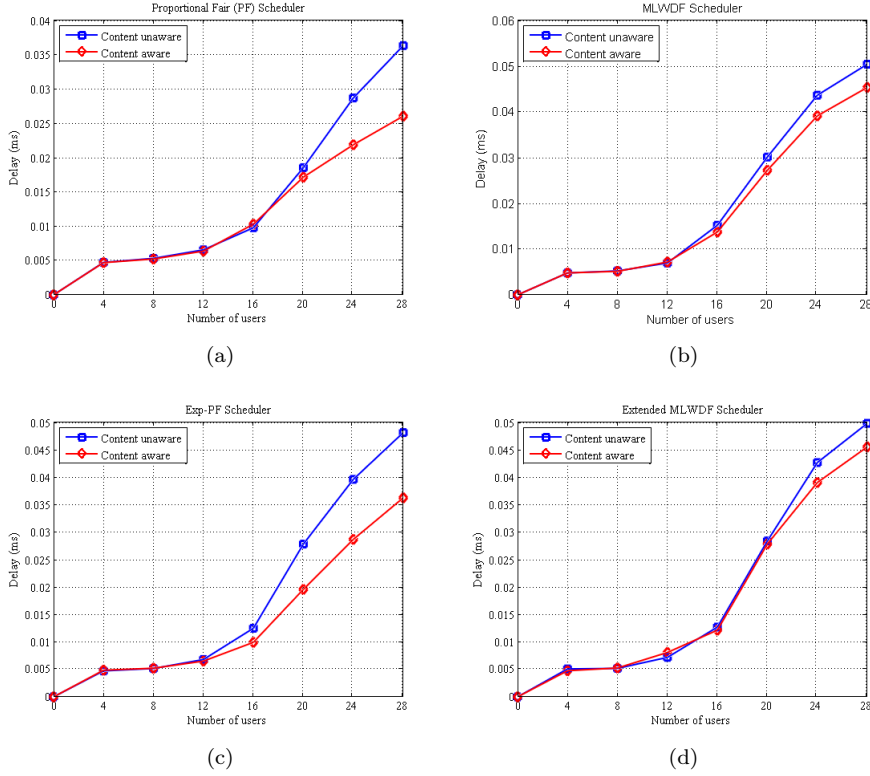 Proportional Fair (PF) Scheduler
0.04
0.035
0.03
0.025
0.02
0.015
0.01
0.005
0
Delay (ms)
Content unaware
Content aware
0 4 8 12 16 20 24 28
Number of users
(a)
MLWDF Scheduler
0.06
0.05
0.04
0.03
0.02
0.01
0
Delay (ms)
Content unaware
Content aware
0 4 8 12 16 20 24 28
Number of users
(b)
Exp-PF Scheduler
0.05
0.045
0.04
0.035
0.03
0.025
0.02
0.015
0.01
0.005
0
Delay (ms)
Content unaware
Content aware
0 4 8 12 16 20 24 28
Number of users
(c)
Extended MLWDF Scheduler
0.05
0.045
0.04
0.035
0.03
0.025
0.02
0.015
0.01
0.005
0
Delay (ms)
Content unaware
Content aware
0 4 8 12 16 20 24 28
Number of users
(d)